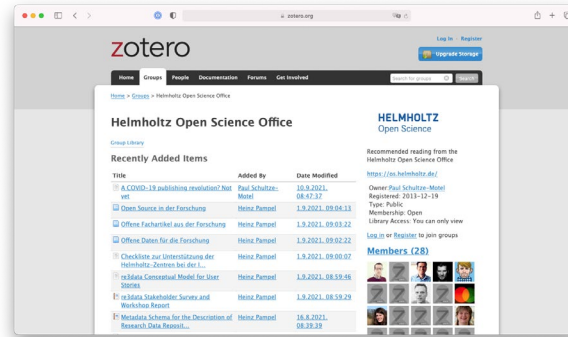 zotero.org
zotero
Log In · Register
Upgrade Storage
Home Groups People Documentation Forums Get Involved
Search for groups Search
Home > Groups > Helmholtz Open Science Office
Helmholtz Open Science Office
Group Library
Recently Added Items
Title Added By Date Modified
A COVID-19 publishing revolution? Not yet Paul Schultze-Motel 10.9.2021, 08:47:37
Open Source in der Forschung Heinz Pampel 1.9.2021, 09:04:13
Offene Fachartikel aus der Forschung Heinz Pampel 1.9.2021, 09:03:22
Offene Daten für die Forschung Heinz Pampel 1.9.2021, 09:02:22
Checkliste zur Unterstützung der Helmholtz-Zentren bei der I... Heinz Pampel 1.9.2021, 09:00:07
re3data Conceptual Model for User Stories Heinz Pampel 1.9.2021, 08:59:46
re3data Stakeholder Survey and Workshop Report Heinz Pampel 1.9.2021, 08:59:29
Metadata Schema for the Description of Research Data Reposit... Heinz Pampel 16.8.2021, 08:39:39
HELMHOLTZ
Open Science
Recommended reading from the
Helmholtz Open Science Office
https://os.helmholtz.de/
Owner:Paul Schultze-Motel
Registered: 2013-12-19
Type: Public
Membership: Open
Library Access: You can only view
Log in or Register to join groups
Members (28)